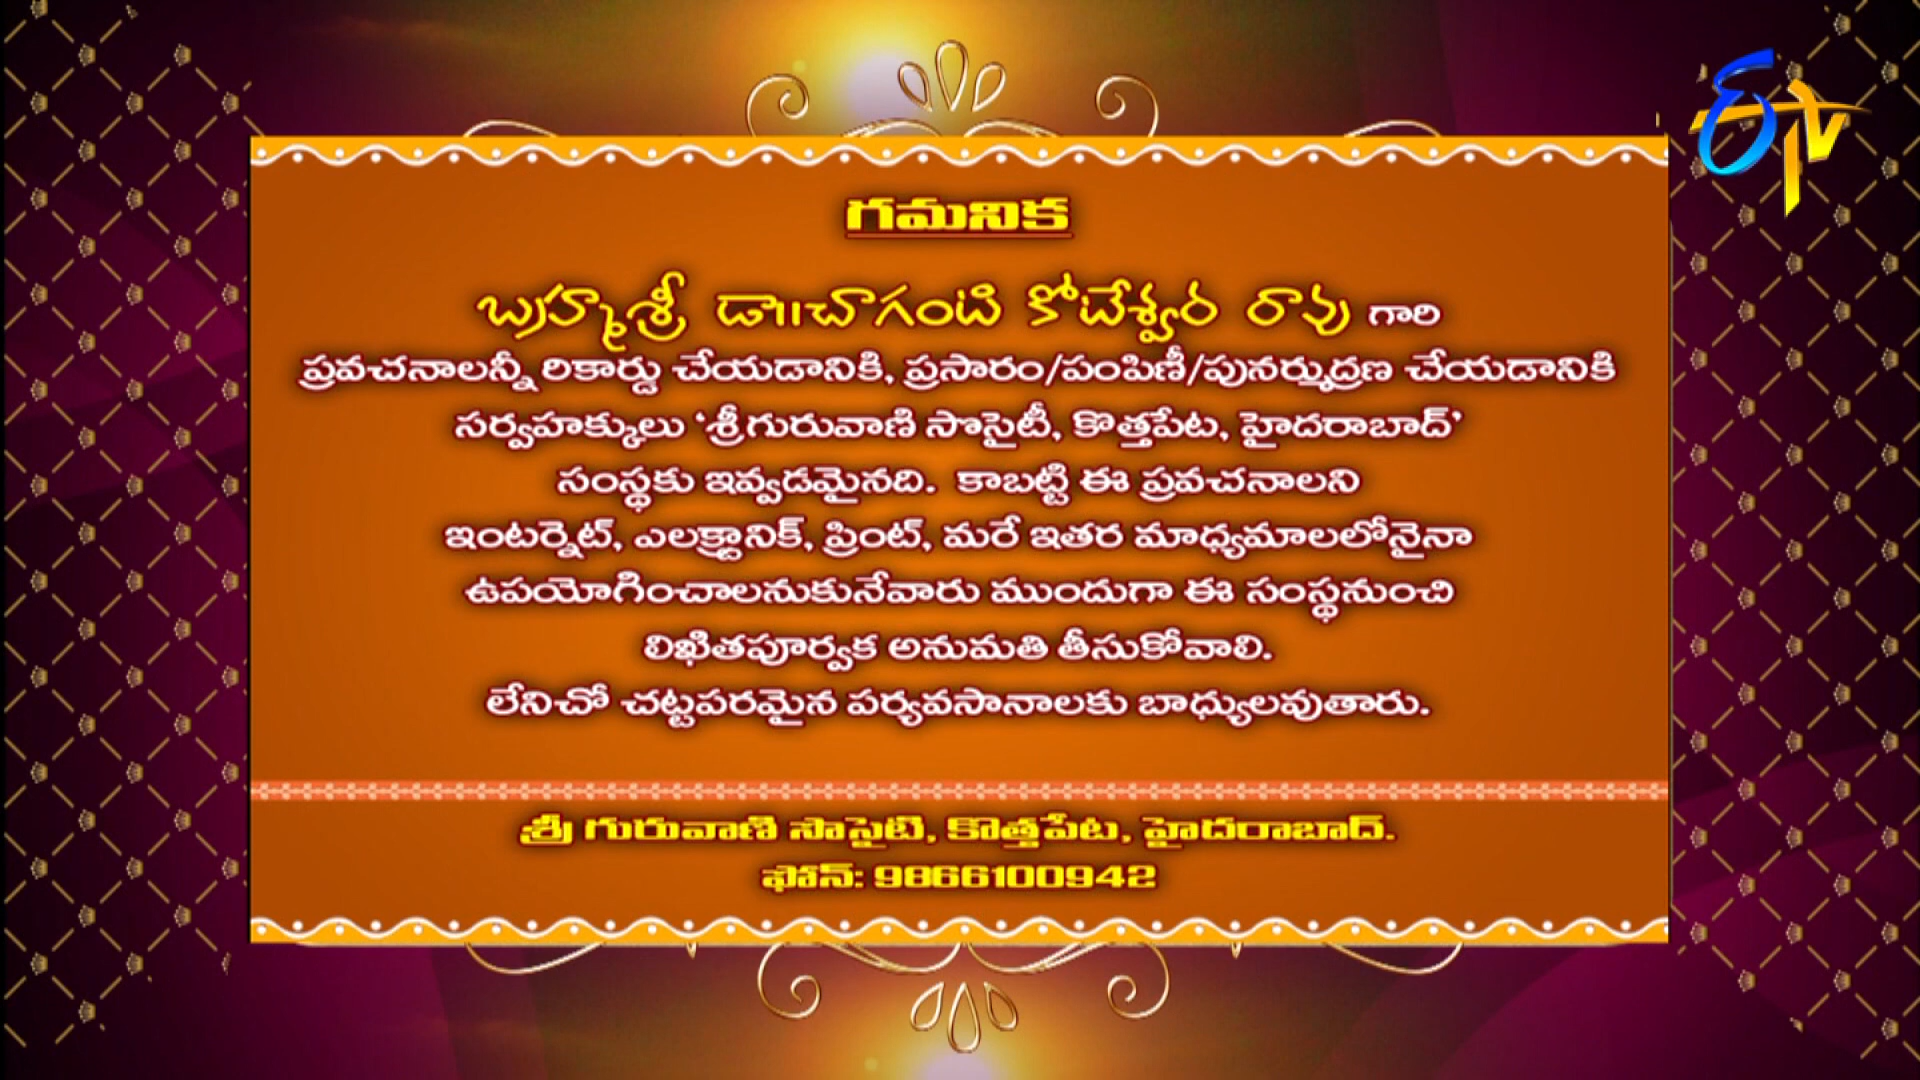 ETV
గమనిక
బ్రహ్మశ్రీ డా॥చాగంటి కోటేశ్వర రావు గారి
ప్రవచనాలన్నీ రికార్డు చేయడానికి, ప్రసారం/పంపిణీ/పునర్ముద్రణ చేయడానికి
సర్వహక్కులు ‘శ్రీగురువాణి సొసైటీ, కొత్తపేట, హైదరాబాద్’
సంస్థకు ఇవ్వడమైనది. కాబట్టి ఈ ప్రవచనాలని
ఇంటర్నెట్, ఎలక్ట్రానిక్, ప్రింట్, మరే ఇతర మాధ్యమాలలోనైనా
ఉపయోగించాలనుకునేవారు ముందుగా ఈ సంస్థనుంచి
లిఖితపూర్వక అనుమతి తీసుకోవాలి.
లేనిచో చట్టపరమైన పర్యవసానాలకు బాధ్యులవుతారు.
శ్రీ గురువాణి సొసైటి, కొత్తపేట, హైదరాబాద్.
ఫోన్: 9866100942